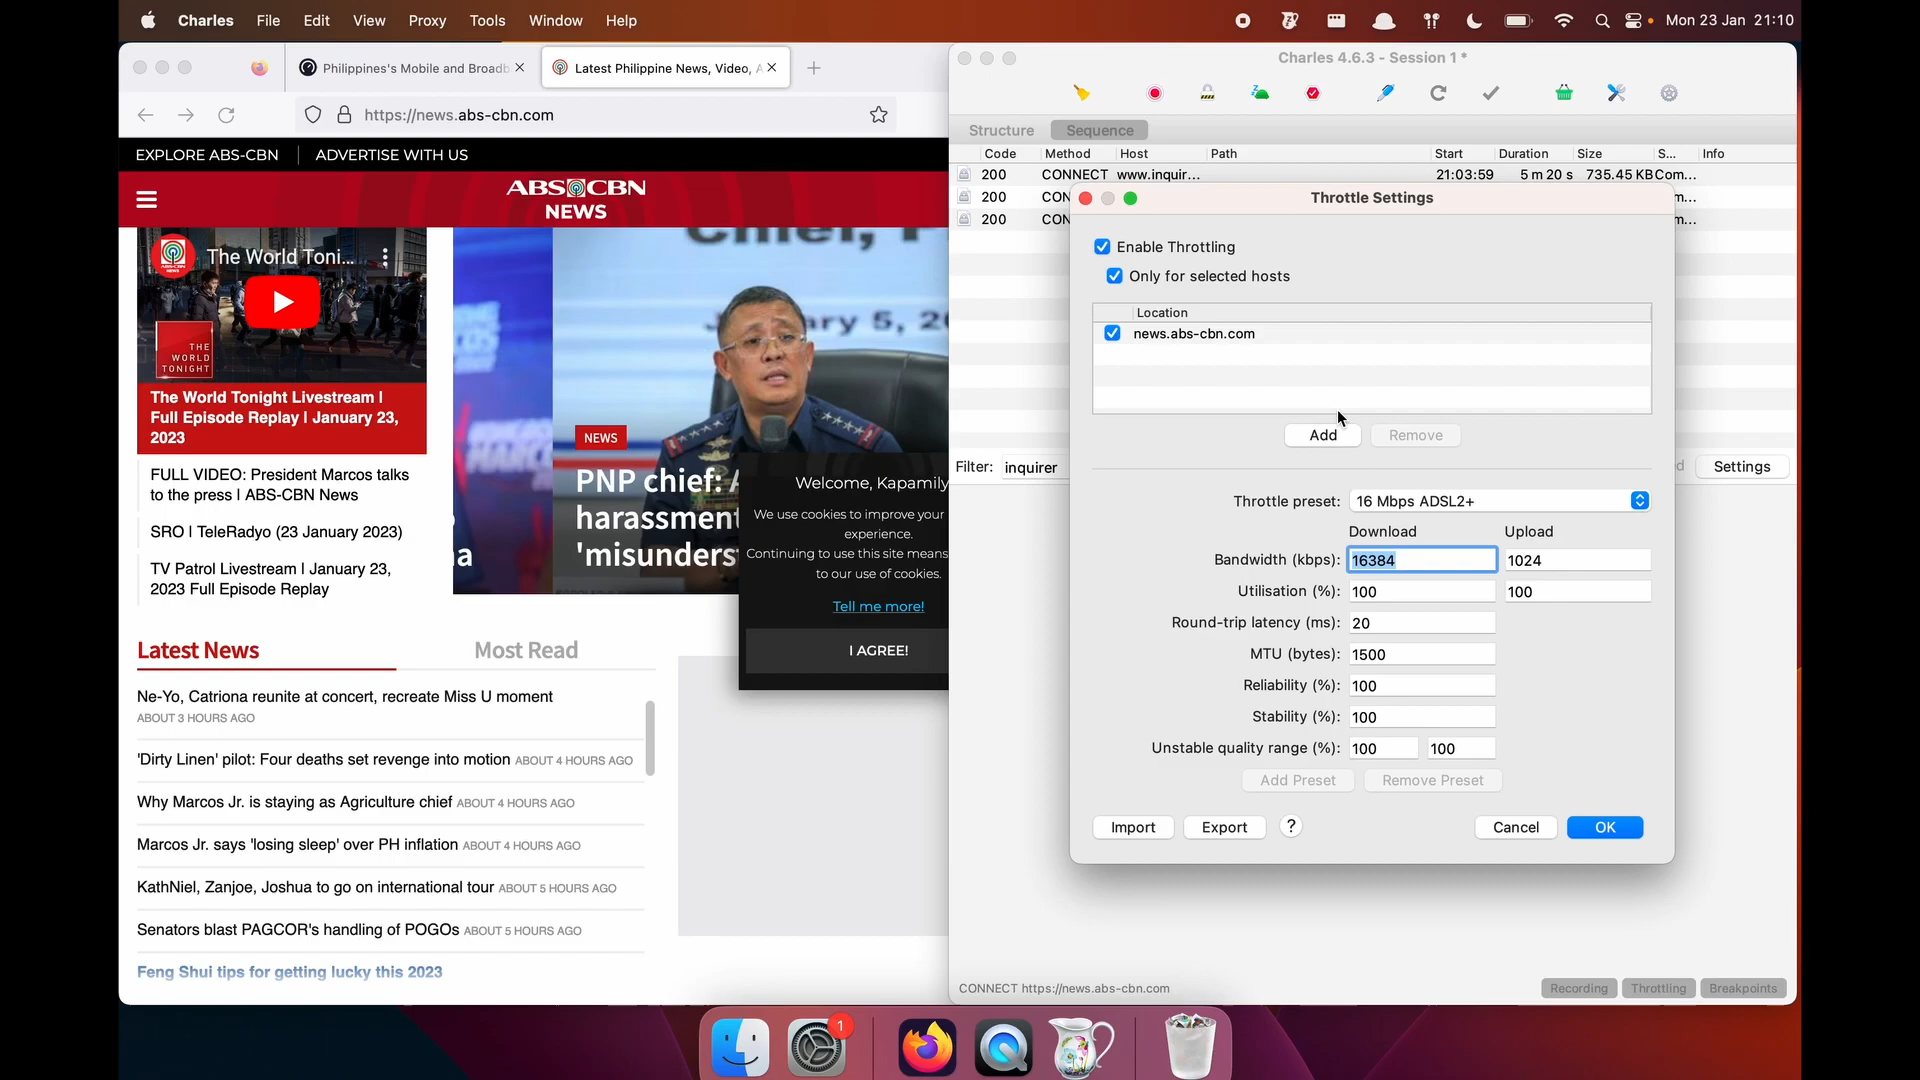 Charles File Edit View Proxy Tools Window Help Mon 23 Jan 21:10
Philippines's Mobile and Broadb
Latest Philippine News, Video, A
https://news.abs-cbn.com
EXPLORE ABS-CBN ADVERTISE WITH US
ABS CBN
NEWS
The World Toni...
THE
WORLD
TONIGHT
The World Tonight Livestream |
Full Episode Replay | January 23,
2023
FULL VIDEO: President Marcos talks
to the press | ABS-CBN News
SRO | TeleRadyo (23 January 2023)
TV Patrol Livestream | January 23,
2023 Full Episode Replay
NEWS
PNP chief:
harassment
'misunders
Welcome, Kapamily
We use cookies to improve your
experience.
Continuing to use this site means
to our use of cookies.
Tell me more!
I AGREE!
Latest News Most Read
Ne-Yo, Catriona reunite at concert, recreate Miss U moment
ABOUT 3 HOURS AGO
'Dirty Linen' pilot: Four deaths set revenge into motion ABOUT 4 HOURS AGO
Why Marcos Jr. is staying as Agriculture chief ABOUT 4 HOURS AGO
Marcos Jr. says 'losing sleep' over PH inflation ABOUT 4 HOURS AGO
KathNiel, Zanjoe, Joshua to go on international tour ABOUT 5 HOURS AGO
Senators blast PAGCOR's handling of POGOs ABOUT 5 HOURS AGO
Feng Shui tips for getting lucky this 2023
Charles 4.6.3 - Session 1 *
Structure Sequence
Code Method Host Path Start Duration Size S... Info
200 CONNECT www.inquir... 21:03:59 5 m 20 s 735.45 KB Com...
200 CON m...
200 CON m...
Filter: inquirer Settings
Throttle Settings
Enable Throttling
Only for selected hosts
Location
news.abs-cbn.com
Add Remove
Throttle preset: 16 Mbps ADSL2+
Download Upload
Bandwidth (kbps): 16384 1024
Utilisation (%): 100 100
Round-trip latency (ms): 20
MTU (bytes): 1500
Reliability (%): 100
Stability (%): 100
Unstable quality range (%): 100 100
Add Preset Remove Preset
Import Export ? Cancel OK
CONNECT https://news.abs-cbn.com Recording Throttling Breakpoints
1